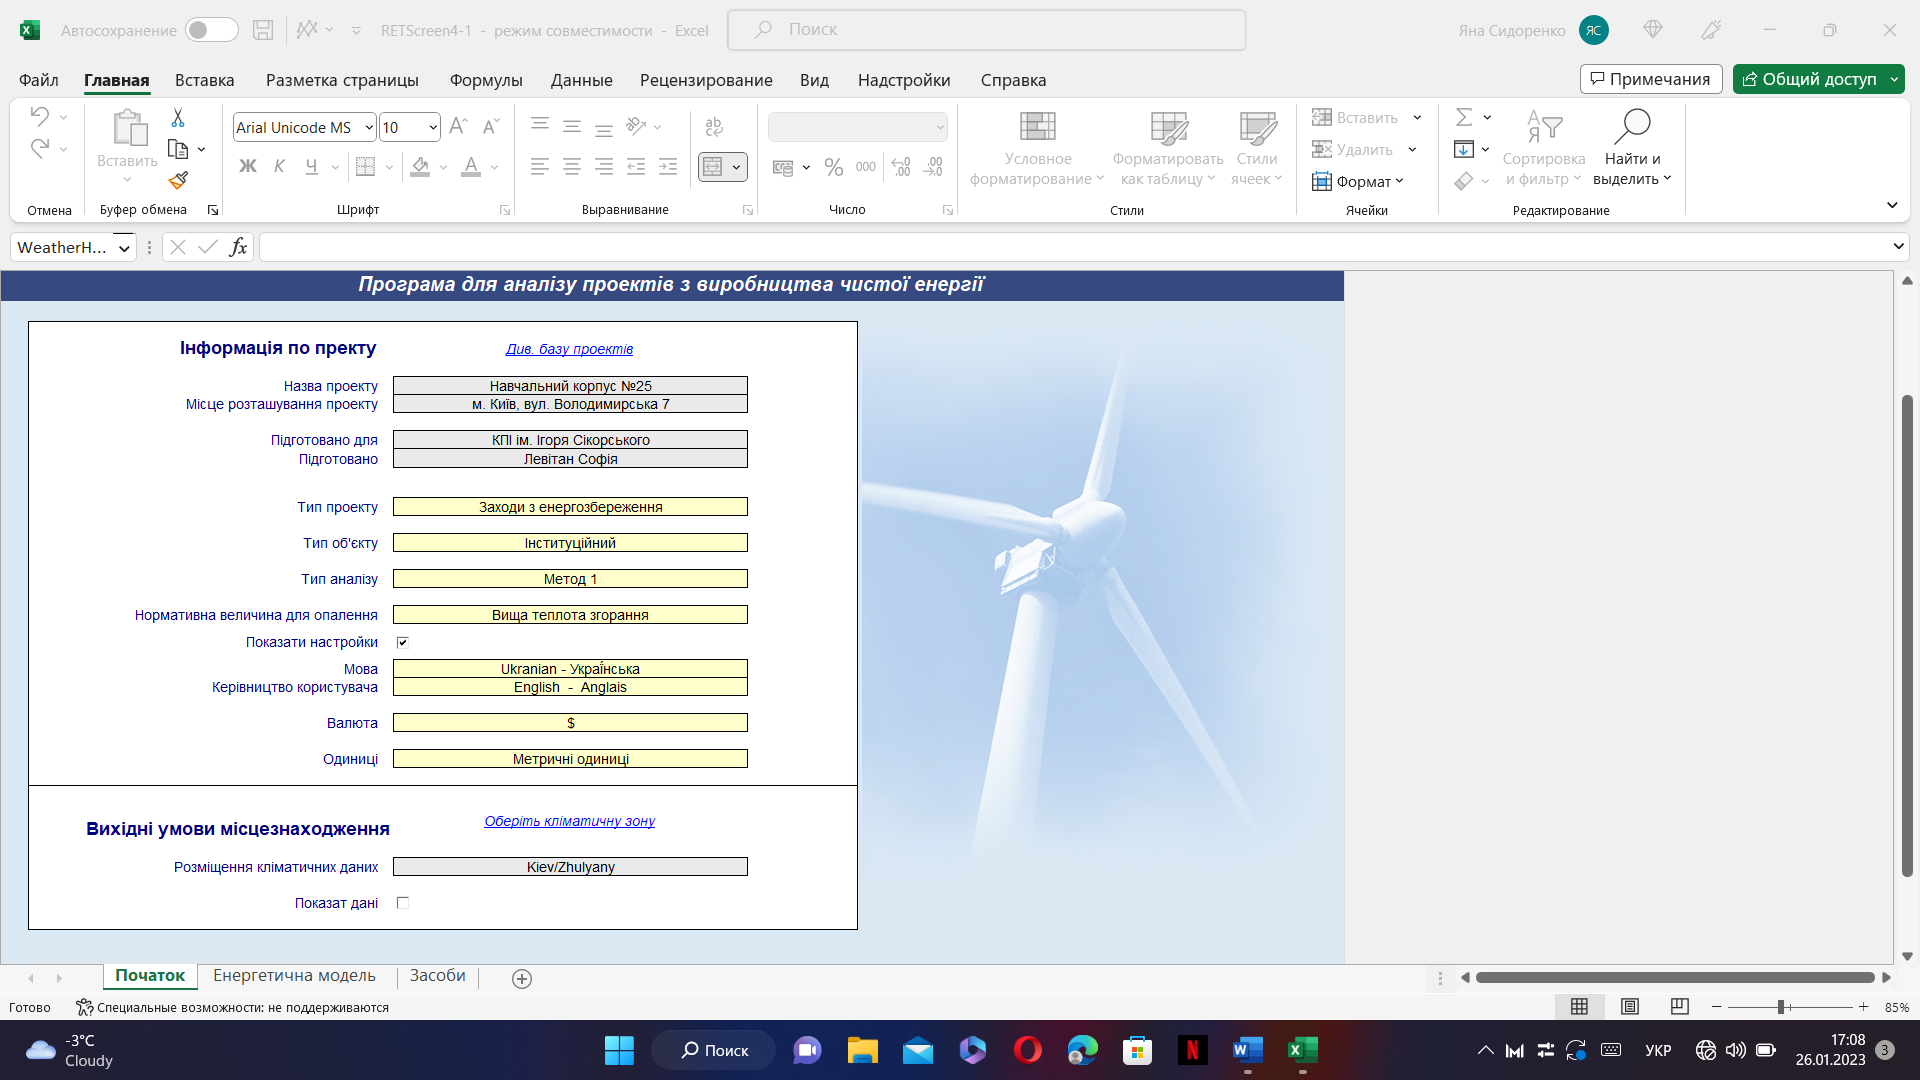 Автосохранение
RETScreen4-1 - режим совместимости - Excel
Поиск
Яна Сидоренко
ЯС
Файл Главная Вставка Разметка страницы Формулы Данные Рецензирование Вид Надстройки Справка
Примечания
Общий доступ
Отмена
Вставить
Буфер обмена
Arial Unicode MS 10
Ж К Ч
Шрифт
Выравнивание
% 000
Число
Условное форматирование
Форматировать как таблицу
Стили ячеек
Стили
Вставить
Удалить
Формат
Ячейки
Сортировка и фильтр
Найти и выделить
Редактирование
WeatherH...
fx
Програма для аналізу проектів з виробництва чистої енергії
Інформація по пректу
Див. базу проектів
Назва проекту Навчальний корпус №25
Місце розташування проекту м. Київ, вул. Володимирська 7
Підготовано для КПІ ім. Ігоря Сікорського
Підготовано Левітан Софія
Тип проекту Заходи з енергозбереження
Тип об'єкту Інституційний
Тип аналізу Метод 1
Нормативна величина для опалення Вища теплота згорання
Показати настройки
Мова Ukranian - Українська
Керівництво користувача English - Anglais
Валюта $
Одиниці Метричні одиниці
Вихідні умови місцезнаходження
Оберіть кліматичну зону
Розміщення кліматичних даних Kiev/Zhulyany
Показат дані
Початок Енергетична модель Засоби
Готово
Специальные возможности: не поддерживаются
85%
-3°C
Cloudy
Поиск
УКР
17:08
26.01.2023
3